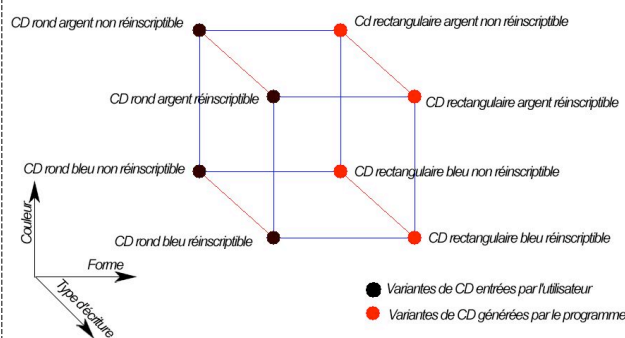 CD rond argent non réinscriptible
Cd rectangulaire argent non réinscriptible
CD rond argent réinscriptible
CD rectangulaire argent réinscriptible
CD rond bleu non réinscriptible
CD rectangulaire bleu non réinscriptible
CD rond bleu réinscriptible
CD rectangulaire bleu réinscriptible
Couleur
Forme
Type d'écriture
Variantes de CD entrées par l'utilisateur
Variantes de CD générées par le programme